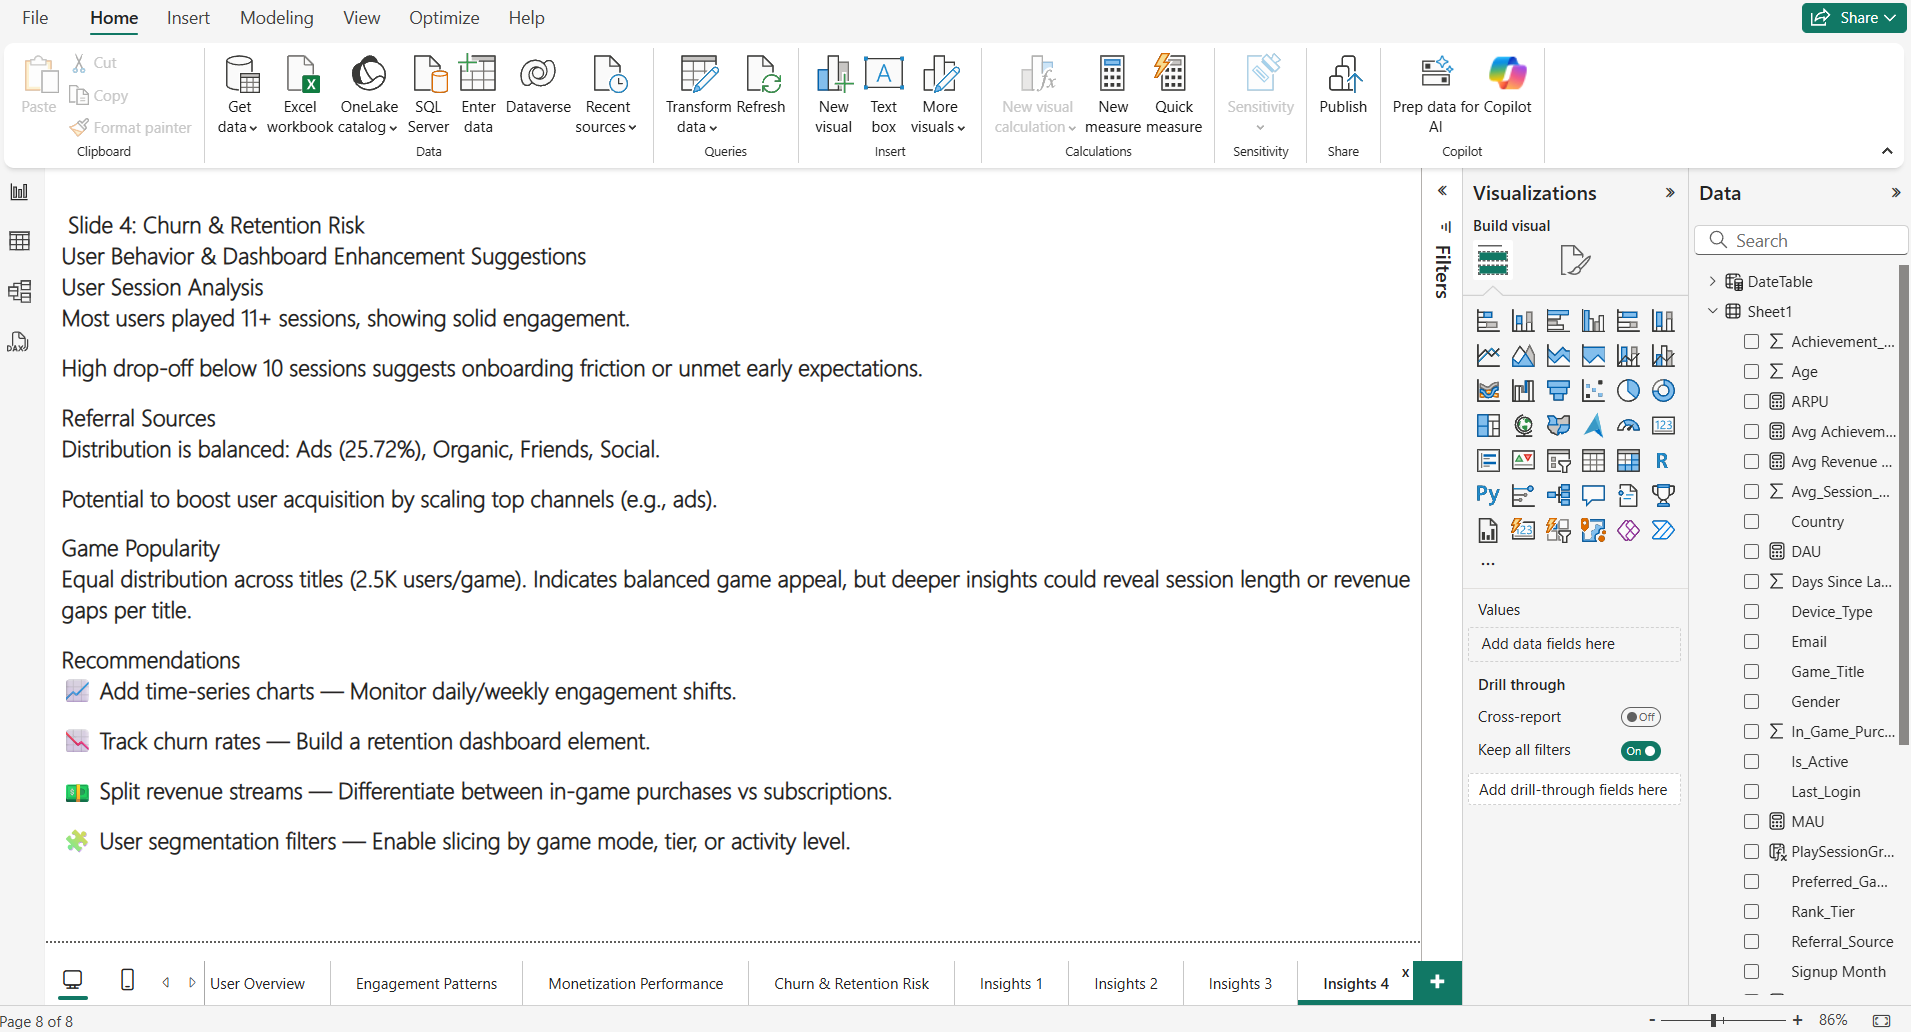 File
Home
Insert
Modeling
View
Optimize
Help
Share
Paste
Cut
Copy
Format painter
Clipboard
Get data
Excel workbook
OneLake catalog
SQL Server
Enter data
Dataverse
Recent sources
Data
Transform data
Refresh
Queries
New visual
Text box
More visuals
Insert
New visual calculation
New measure
Quick measure
Calculations
Sensitivity
Sensitivity
Publish
Share
Prep data for AI
Copilot
Copilot
Slide 4: Churn & Retention Risk
User Behavior & Dashboard Enhancement Suggestions
User Session Analysis
Most users played 11+ sessions, showing solid engagement.
High drop-off below 10 sessions suggests onboarding friction or unmet early expectations.
Referral Sources
Distribution is balanced: Ads (25.72%), Organic, Friends, Social.
Potential to boost user acquisition by scaling top channels (e.g., ads).
Game Popularity
Equal distribution across titles (2.5K users/game). Indicates balanced game appeal, but deeper insights could reveal session length or revenue
gaps per title.
Recommendations
📈 Add time-series charts — Monitor daily/weekly engagement shifts.
📉 Track churn rates — Build a retention dashboard element.
💵 Split revenue streams — Differentiate between in-game purchases vs subscriptions.
🧩 User segmentation filters — Enable slicing by game mode, tier, or activity level.
Filters
Visualizations
Build visual
123
R
Py
123
...
Values
Add data fields here
Drill through
Cross-report
Off
Keep all filters
On
Add drill-through fields here
Data
Search
DateTable
Sheet1
Achievement_...
Age
ARPU
Avg Achievem...
Avg Revenue ...
Avg_Session_...
Country
DAU
Days Since La...
Device_Type
Email
Game_Title
Gender
In_Game_Purc...
Is_Active
Last_Login
MAU
PlaySessionGr...
Preferred_Ga...
Rank_Tier
Referral_Source
Signup Month
DAX
User Overview
Engagement Patterns
Monetization Performance
Churn & Retention Risk
Insights 1
Insights 2
Insights 3
Insights 4
x
+
Page 8 of 8
- + 86%